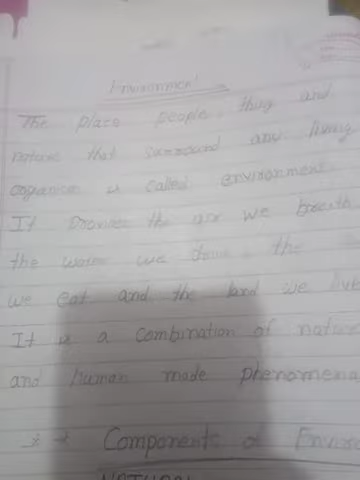 Environment
The place people thing and
nature that surround any living
organism is called environment
It provides the air we breath
the water we drink the
we eat and the land we live
It is a combination of nature
and human made phenomena
→ Components of Environ
NATURAL